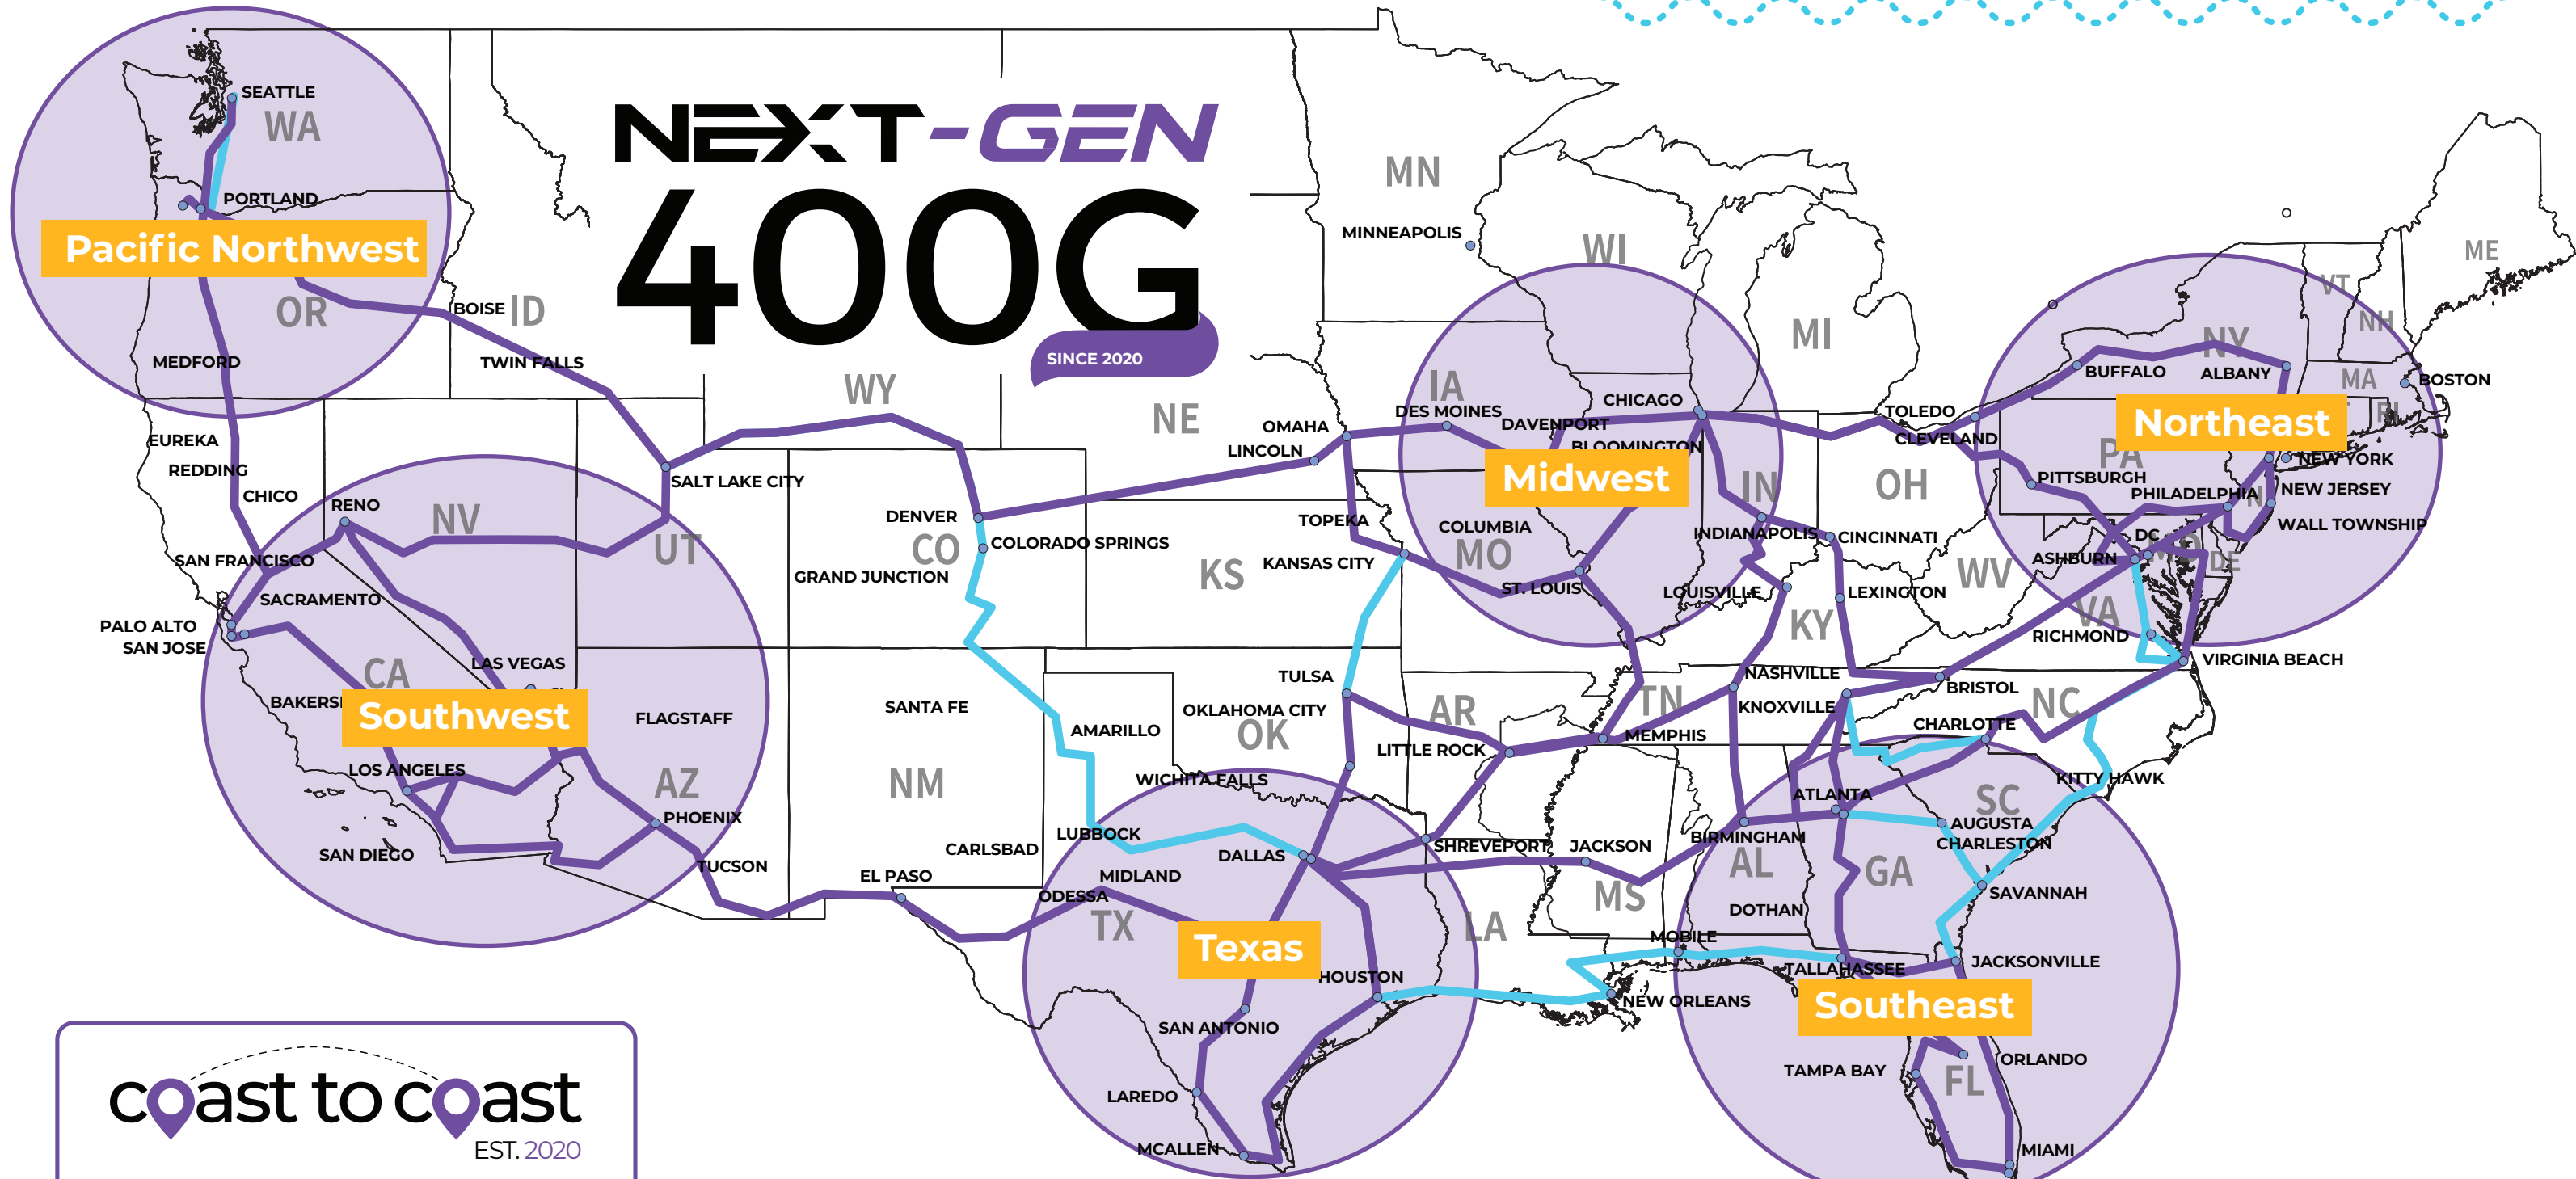 SEATTLE
WA
PORTLAND
Pacific Northwest
OR
BOISE
ID
MEDFORD
TWIN FALLS
NEXT-GEN
400G
SINCE 2020
MN
MINNEAPOLIS
WI
MI
ME
VT
NH
NY
BUFFALO
ALBANY
MA
BOSTON
RI
Northeast
PA
NEW YORK
PITTSBURGH
PHILADELPHIA
NEW JERSEY
WALL TOWNSHIP
DC
MD
DE
ASHBURN
WV
VA
RICHMOND
VIRGINIA BEACH
WY
NE
IA
DES MOINES
OMAHA
LINCOLN
DAVENPORT
CHICAGO
BLOOMINGTON
Midwest
TOLEDO
CLEVELAND
IN
OH
INDIANAPOLIS
CINCINNATI
TOPEKA
COLUMBIA
MO
KANSAS CITY
ST. LOUIS
LOUISVILLE
LEXINGTON
KY
EUREKA
REDDING
CHICO
RENO
NV
SALT LAKE CITY
UT
SAN FRANCISCO
SACRAMENTO
PALO ALTO
SAN JOSE
CA
LAS VEGAS
BAKERS
Southwest
FLAGSTAFF
LOS ANGELES
AZ
PHOENIX
SAN DIEGO
TUCSON
DENVER
CO
COLORADO SPRINGS
GRAND JUNCTION
KS
SANTA FE
NM
CARLSBAD
EL PASO
AMARILLO
TULSA
OKLAHOMA CITY
OK
WICHITA FALLS
LUBBOCK
MIDLAND
ODESSA
TX
DALLAS
Texas
HOUSTON
SAN ANTONIO
LAREDO
MCALLEN
AR
LITTLE ROCK
TN
MEMPHIS
NASHVILLE
KNOXVILLE
BRISTOL
NC
CHARLOTTE
KITTY HAWK
SC
ATLANTA
AUGUSTA
CHARLESTON
SAVANNAH
BIRMINGHAM
AL
GA
SHREVEPORT
JACKSON
MS
LA
DOTHAN
MOBILE
TALLAHASSEE
JACKSONVILLE
NEW ORLEANS
Southeast
ORLANDO
TAMPA BAY
FL
MIAMI
coast to coast
EST. 2020